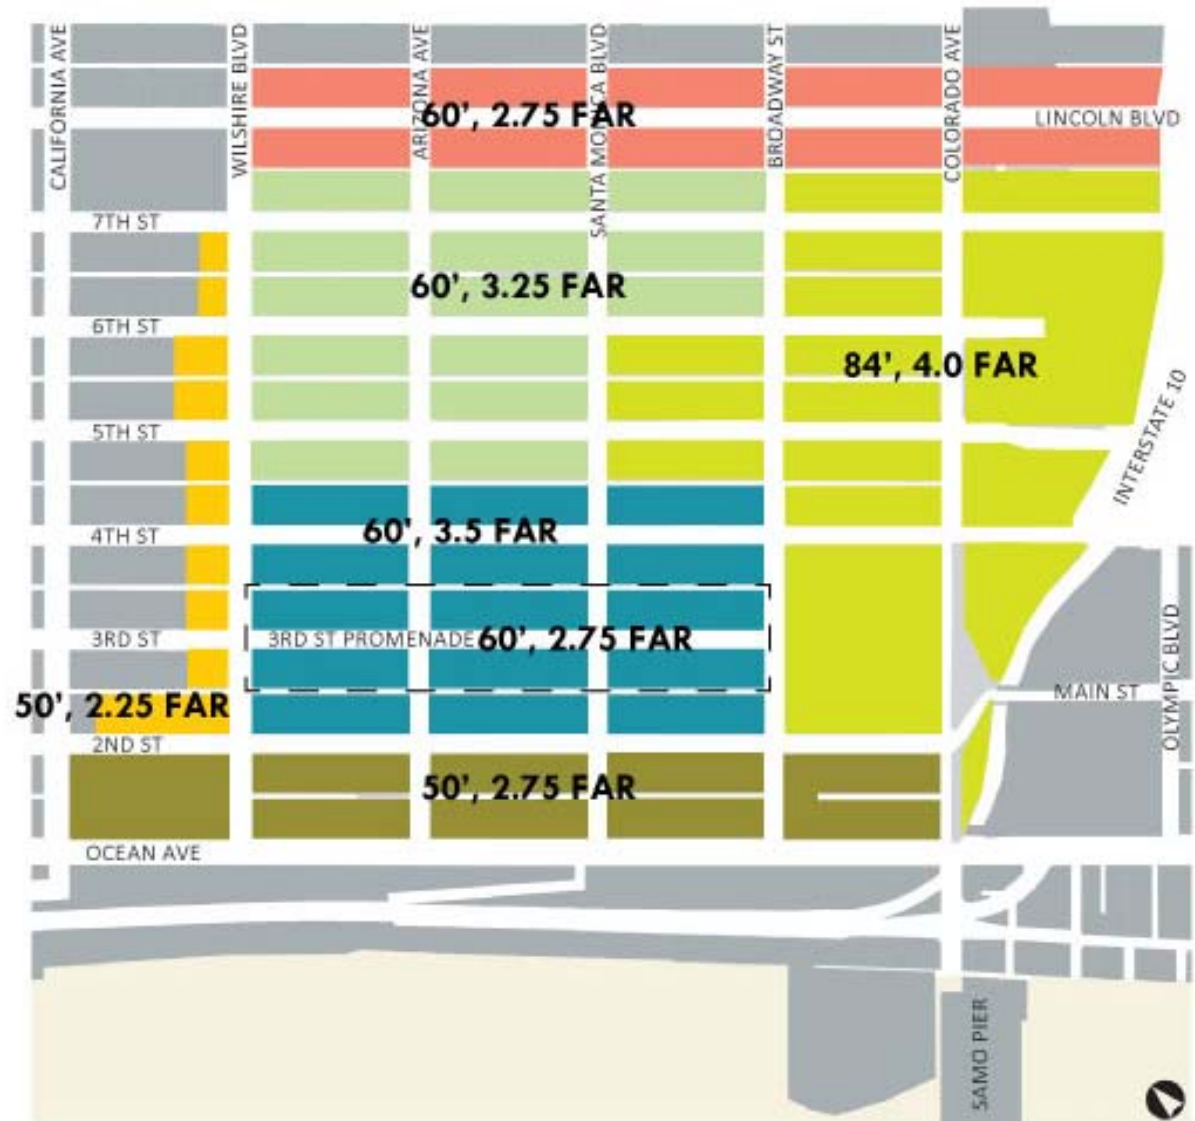 CALIFORNIA AVE
WILSHIRE BLVD
ARIZONA AVE
SANTA MONICA BLVD
BROADWAY ST
COLORADO AVE
60', 2.75 FAR
LINCOLN BLVD
7TH ST
60', 3.25 FAR
6TH ST
84', 4.0 FAR
5TH ST
INTERSTATE 10
4TH ST
60', 3.5 FAR
3RD ST
3RD ST PROMENADE
60', 2.75 FAR
OLYMPIC BLVD
MAIN ST
50', 2.25 FAR
2ND ST
50', 2.75 FAR
OCEAN AVE
SAMO PIER